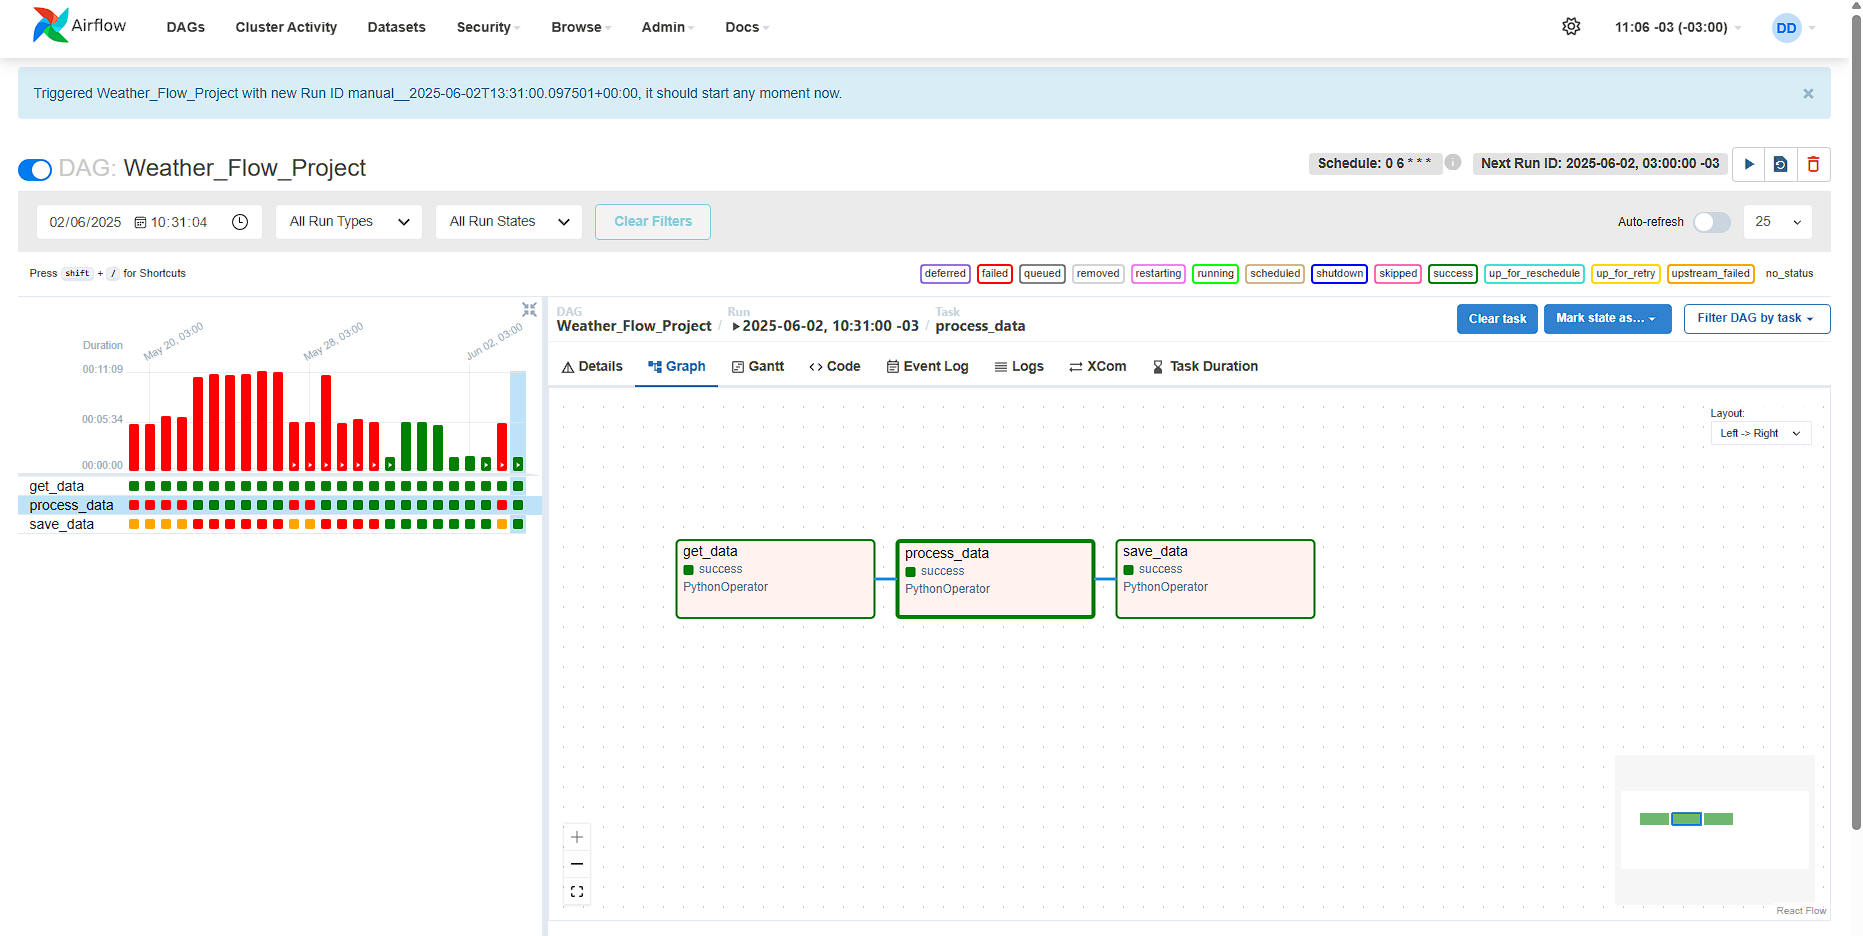 Airflow
DAGs
Cluster Activity
Datasets
Security
Browse
Admin
Docs
11:06 -03 (-03:00)
DD
Triggered Weather_Flow_Project with new Run ID manual__2025-06-02T13:31:00.097501+00:00, it should start any moment now.
×
DAG: Weather_Flow_Project
Schedule: 0 6 * * *
i
Next Run ID: 2025-06-02, 03:00:00 -03
02/06/2025 10:31:04
All Run Types
All Run States
Clear Filters
Auto-refresh
25
Press shift + / for Shortcuts
deferred
failed
queued
removed
restarting
running
scheduled
shutdown
skipped
success
up_for_reschedule
up_for_retry
upstream_failed
no_status
Duration
00:11:09
00:05:34
00:00:00
May 20, 03:00
May 28, 03:00
Jun 02, 03:00
get_data
process_data
save_data
DAG
Weather_Flow_Project
/
Run
2025-06-02, 10:31:00 -03
/
Task
process_data
Clear task
Mark state as...
Filter DAG by task
Details
Graph
Gantt
Code
Event Log
Logs
XCom
Task Duration
Layout:
Left -> Right
get_data
success
PythonOperator
process_data
success
PythonOperator
save_data
success
PythonOperator
React Flow